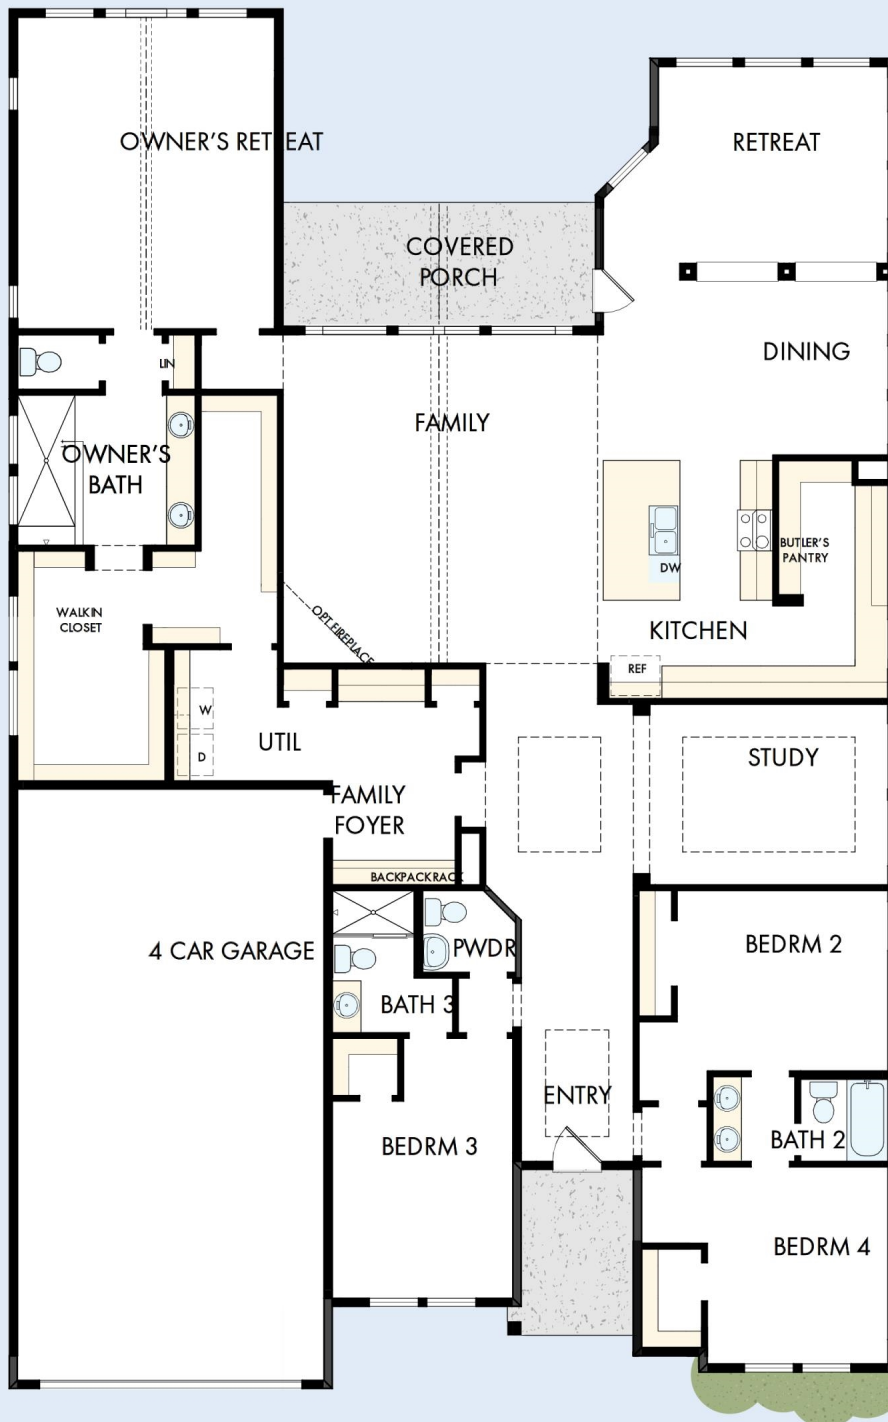 OWNER'S RETREAT
RETREAT
COVERED
PORCH
DINING
LIN
FAMILY
OWNER'S
BATH
BUTLER'S
PANTRY
DW
WALKIN
CLOSET
OPT. FIREPLACE
KITCHEN
REF
W
D
UTIL
STUDY
FAMILY
FOYER
BACKPACK RACK
4 CAR GARAGE
PWDR
BEDRM 2
BATH 3
ENTRY
BEDRM 3
BATH 2
BEDRM 4